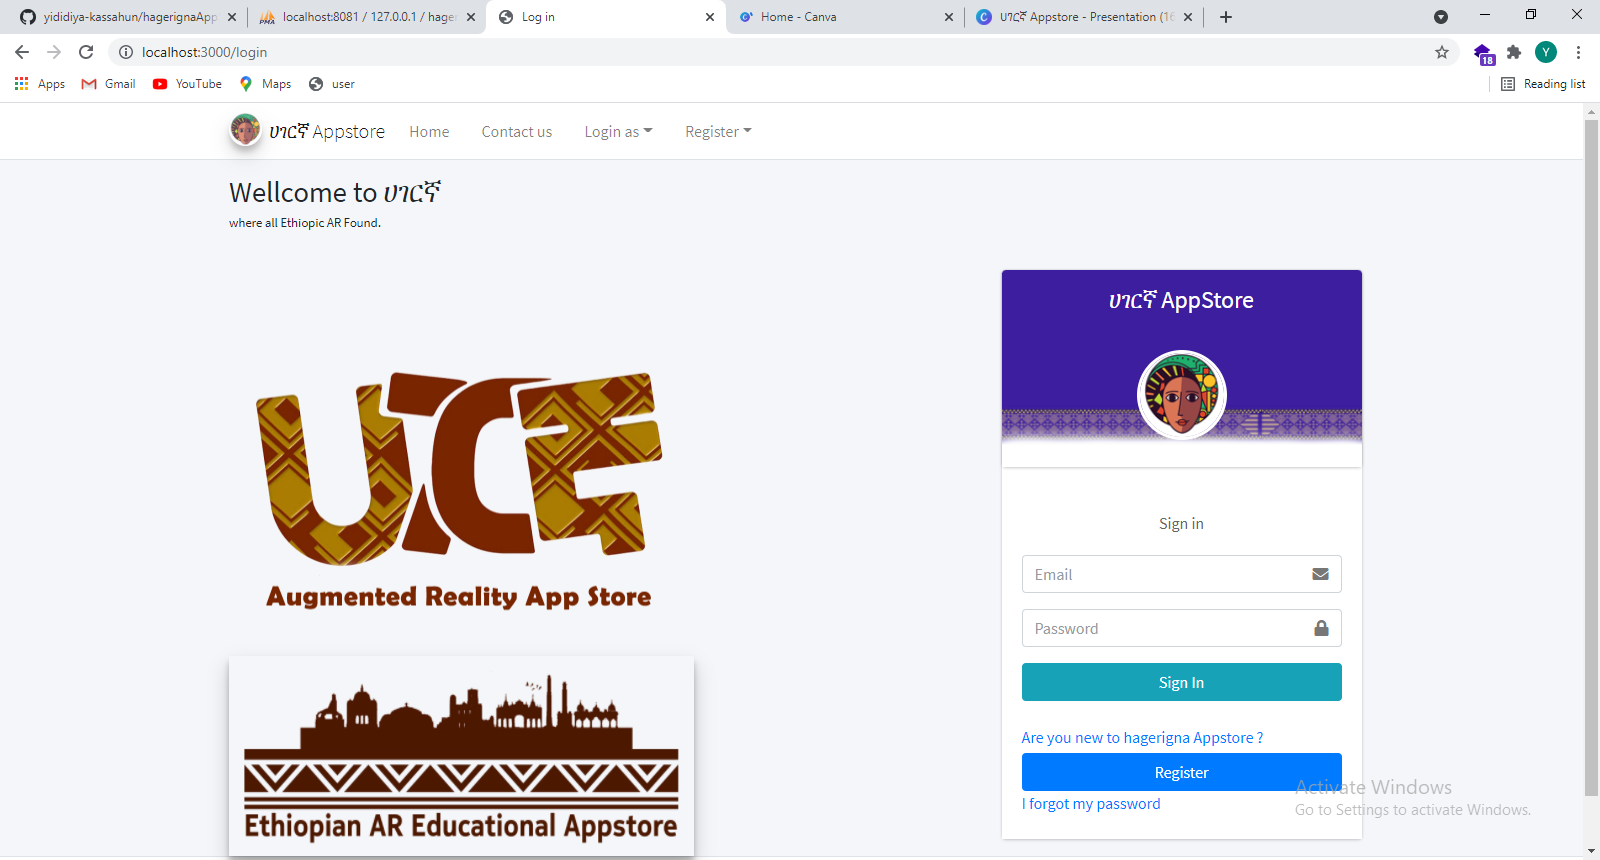 yididiya-kassahun/hagerignaApp
localhost:8081 / 127.0.0.1 / hager
Log in
Home - Canva
ሀገርኛ Appstore - Presentation (16
localhost:3000/login
18
Y
Apps
Gmail
YouTube
Maps
user
Reading list
ሀገርኛ Appstore
Home
Contact us
Login as
Register
Wellcome to ሀገርኛ
where all Ethiopic AR Found.
ሀገርኛ AppStore
Augmented Reality App Store
Sign in
Email
Password
Sign In
Are you new to hagerigna Appstore ?
Register
I forgot my password
Ethiopian AR Educational Appstore
Activate Windows
Go to Settings to activate Windows.